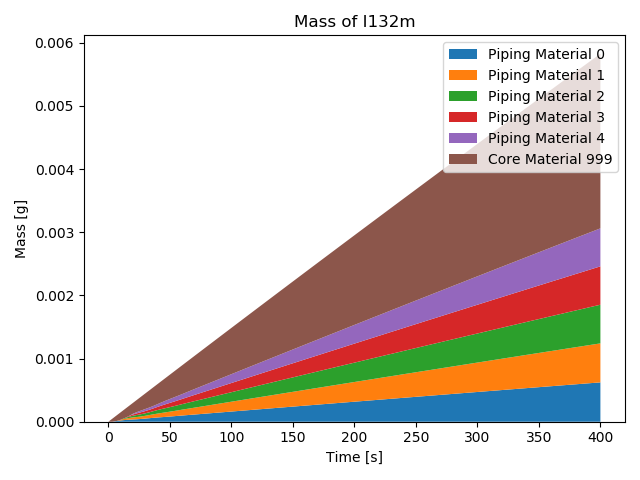 Mass of I132m
Piping Material 0
Piping Material 1
Piping Material 2
Piping Material 3
Piping Material 4
Core Material 999
0.006
0.005
0.004
0.003
0.002
0.001
0.000
Mass [g]
0 50 100 150 200 250 300 350 400
Time [s]